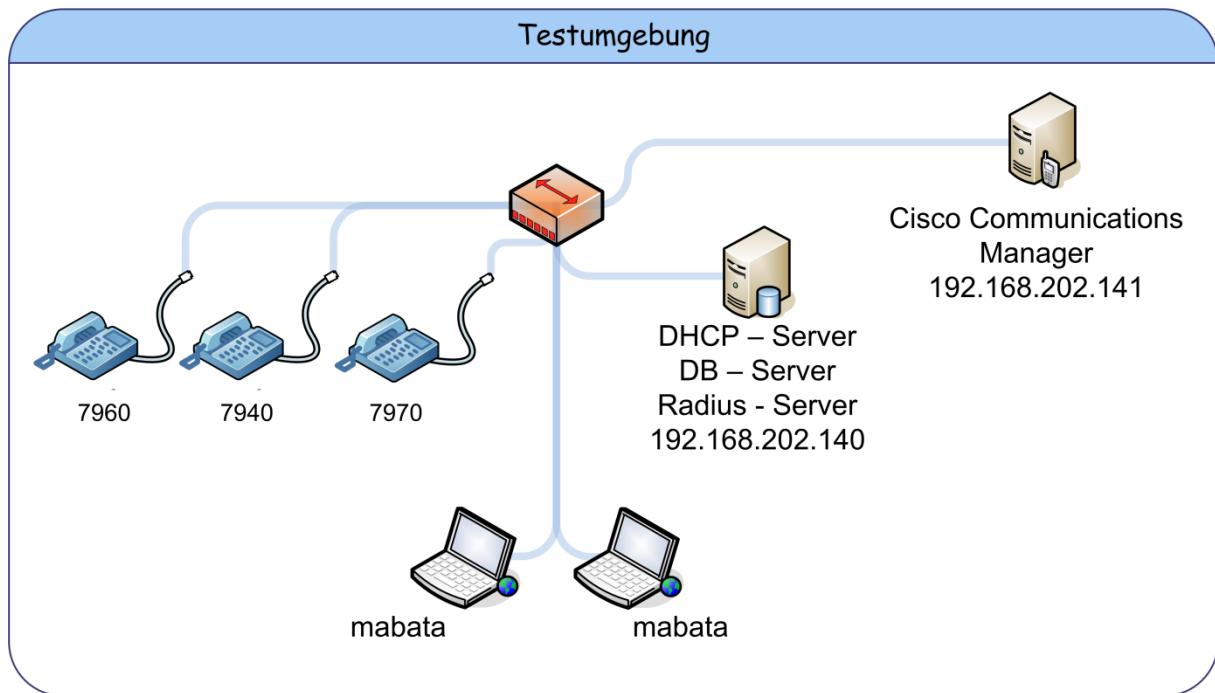 Testumgebung
Cisco Communications
Manager
192.168.202.141
DHCP – Server
DB – Server
Radius - Server
192.168.202.140
7960
7940
7970
mabata
mabata